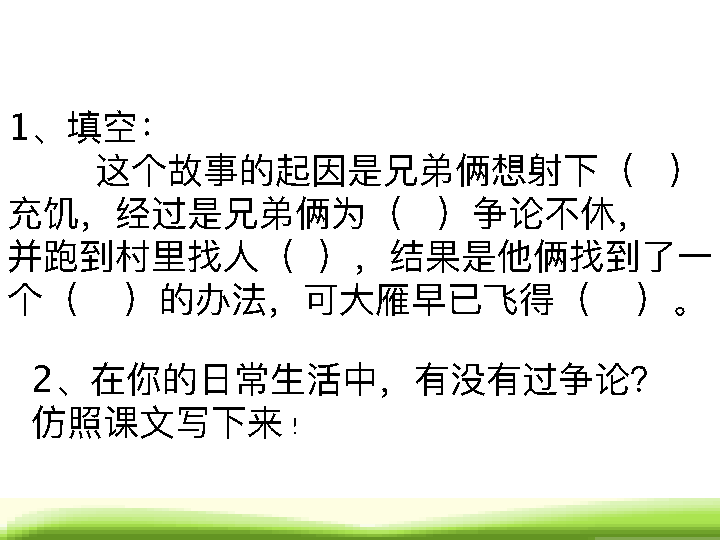 1、填空：
这个故事的起因是兄弟俩想射下（ ）
充饥，经过是兄弟俩为（ ）争论不休，
并跑到村里找人（ ），结果是他俩找到了一
个（ ）的办法，可大雁早已飞得（ ）。
2、在你的日常生活中，有没有过争论？
仿照课文写下来！